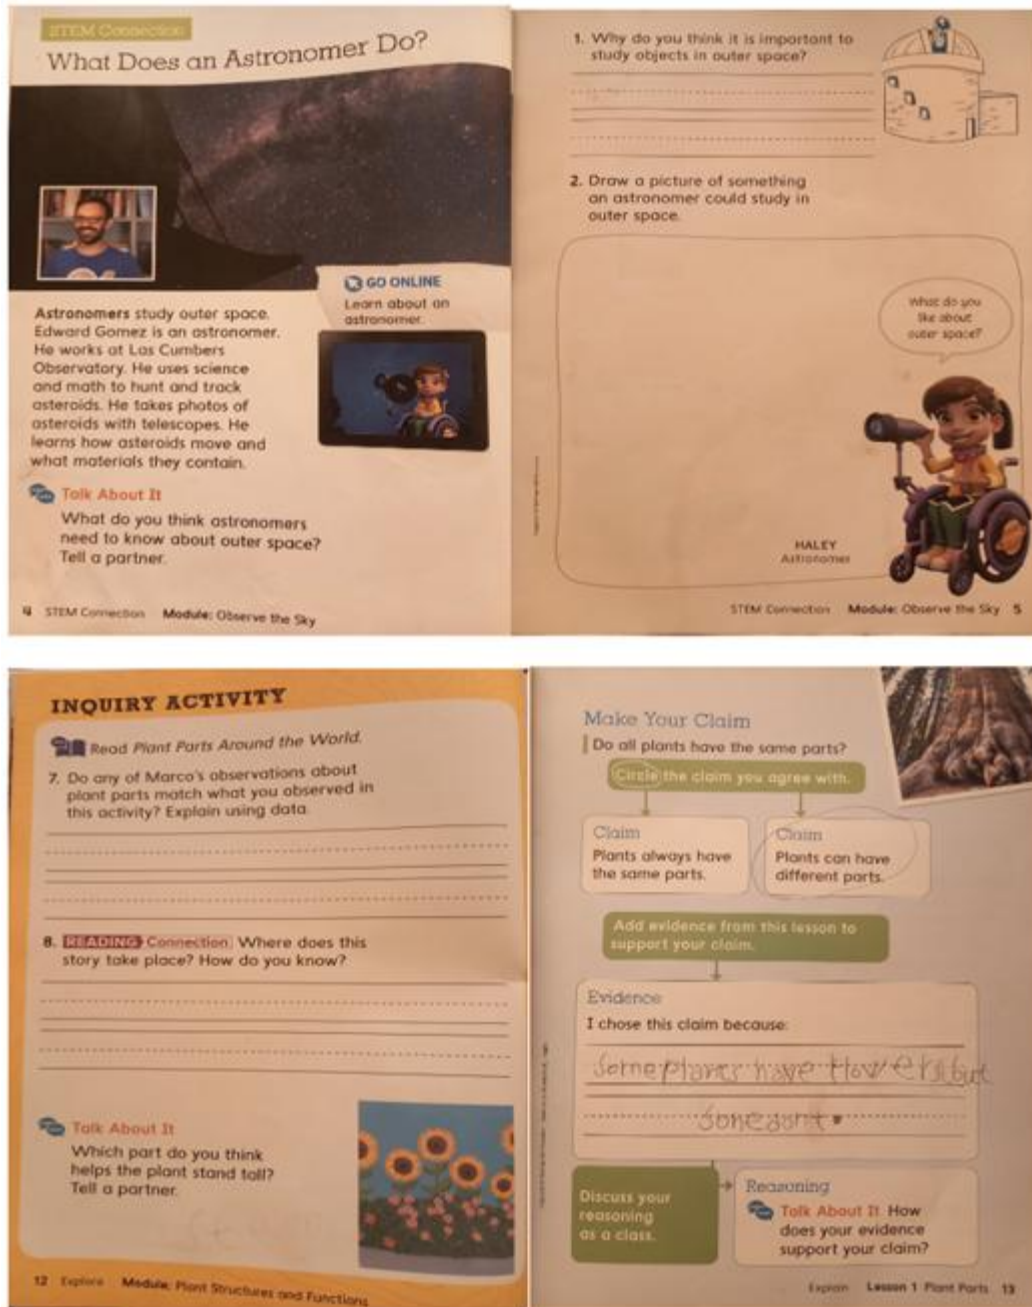 STEM Connection
What Does an Astronomer Do?
GO ONLINE
Learn about an
astronomer.
Astronomers study outer space.
Edward Gomez is an astronomer.
He works at Las Cumbers
Observatory. He uses science
and math to hunt and track
asteroids. He takes photos of
asteroids with telescopes. He
learns how asteroids move and
what materials they contain.
Talk About It
What do you think astronomers
need to know about outer space?
Tell a partner.
4 STEM Connection Module: Observe the Sky
1. Why do you think it is important to
study objects in outer space?
2. Draw a picture of something
an astronomer could study in
outer space.
What do you
like about
outer space?
HALEY
Astronomer
STEM Connection Module: Observe the Sky 5
INQUIRY ACTIVITY
Read Plant Parts Around the World.
7. Do any of Marco's observations about
plant parts match what you observed in
this activity? Explain using data.
8. READING Connection Where does this
story take place? How do you know?
Talk About It
Which part do you think
helps the plant stand tall?
Tell a partner.
12 Explore Module: Plant Structures and Functions
Make Your Claim
Do all plants have the same parts?
Circle the claim you agree with.
Claim
Plants always have
the same parts.
Claim
Plants can have
different parts.
Add evidence from this lesson to
support your claim.
Evidence
I chose this claim because:
Some plants have flowers but
some dont.
Discuss your
reasoning
as a class.
Reasoning
Talk About It How
does your evidence
support your claim?
Explain Lesson 1 Plant Parts 13